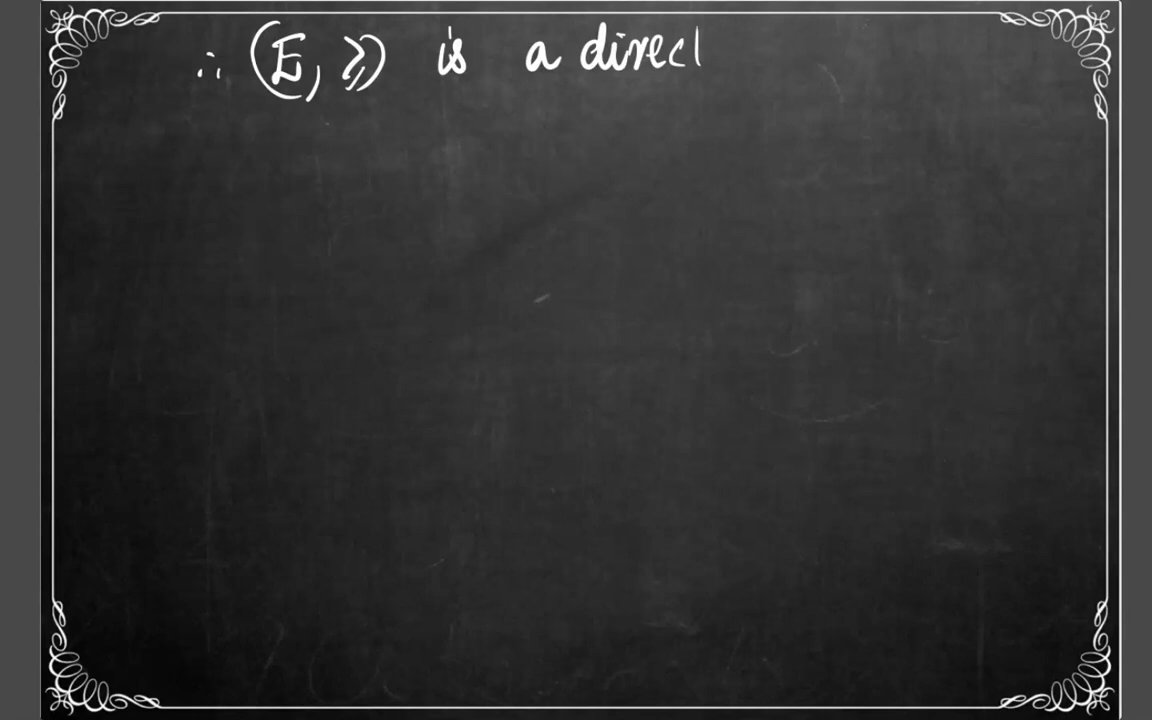 ∴ (E, ⩾) is a direct